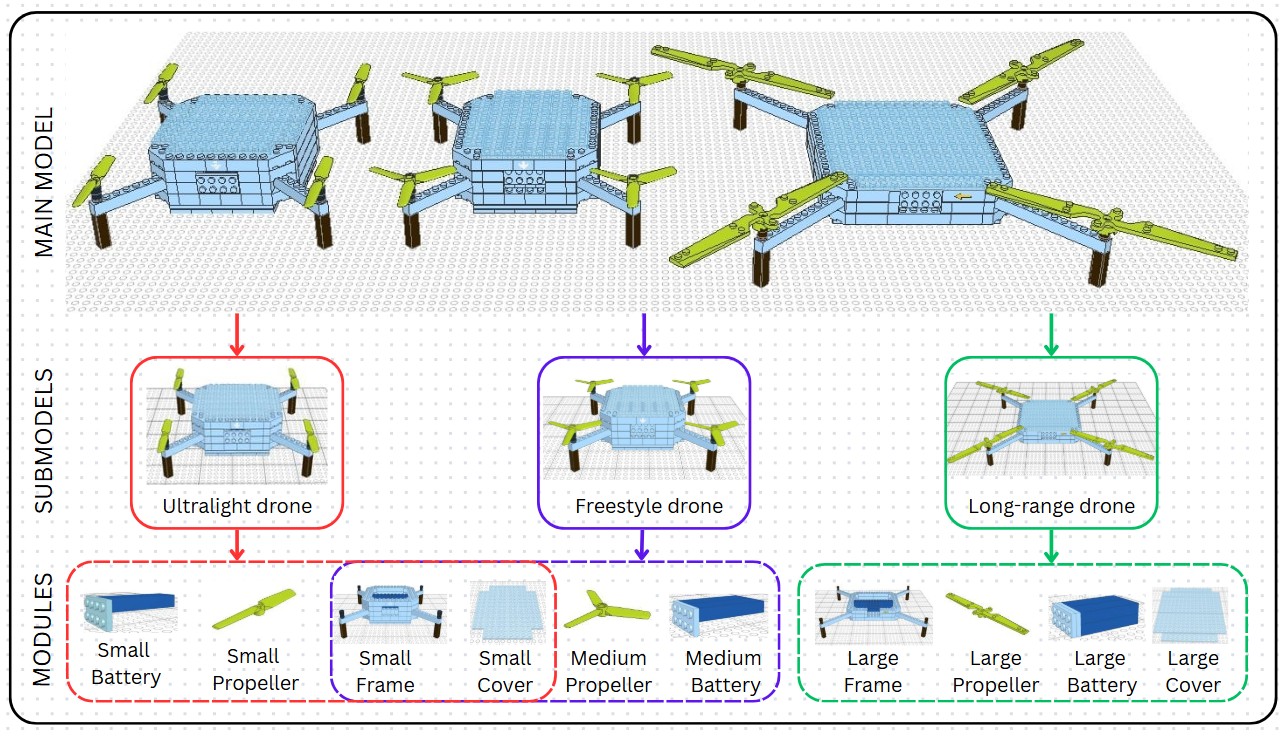 MAIN MODEL
SUBMODELS
Ultralight drone
Freestyle drone
Long-range drone
MODULES
Small
Battery
Small
Propeller
Small
Frame
Small
Cover
Medium
Propeller
Medium
Battery
Large
Frame
Large
Propeller
Large
Battery
Large
Cover